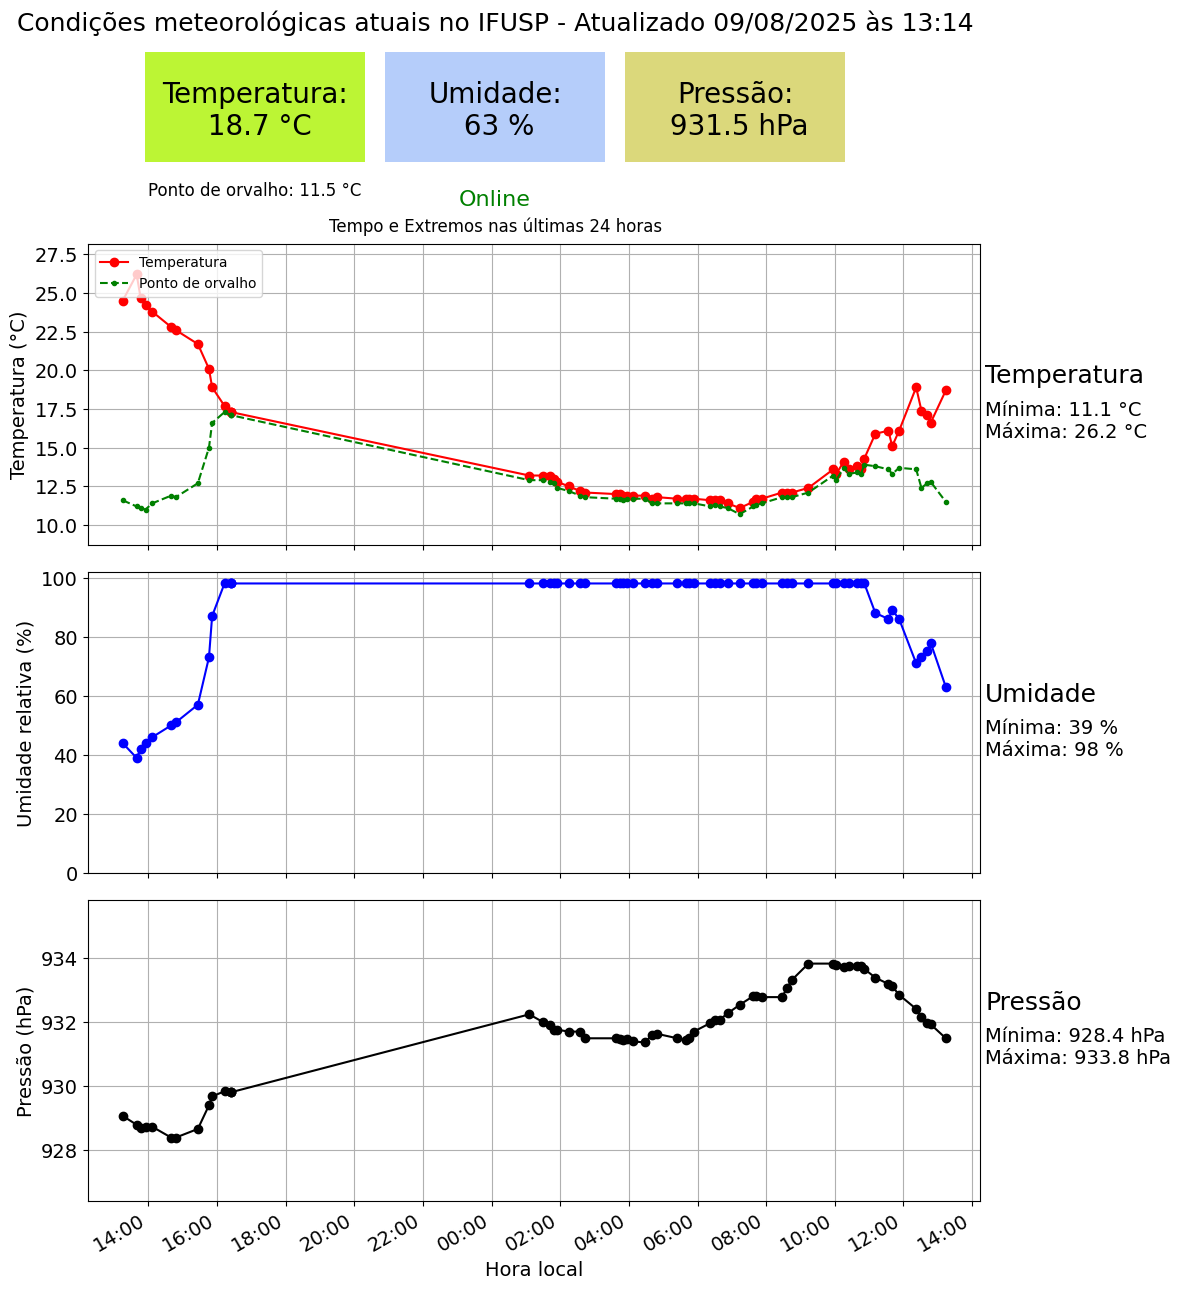 Condições meteorológicas atuais no IFUSP - Atualizado 09/08/2025 às 13:14
Temperatura:
18.7 °C
Umidade:
63 %
Pressão:
931.5 hPa
Ponto de orvalho: 11.5 °C
Online
Tempo e Extremos nas últimas 24 horas
Temperatura (°C)
27.5
25.0
22.5
20.0
17.5
15.0
12.5
10.0
Temperatura
Ponto de orvalho
Temperatura
Mínima: 11.1 °C
Máxima: 26.2 °C
Umidade relativa (%)
100
80
60
40
20
0
Umidade
Mínima: 39 %
Máxima: 98 %
Pressão (hPa)
934
932
930
928
Pressão
Mínima: 928.4 hPa
Máxima: 933.8 hPa
14:00 16:00 18:00 20:00 22:00 00:00 02:00 04:00 06:00 08:00 10:00 12:00 14:00
Hora local